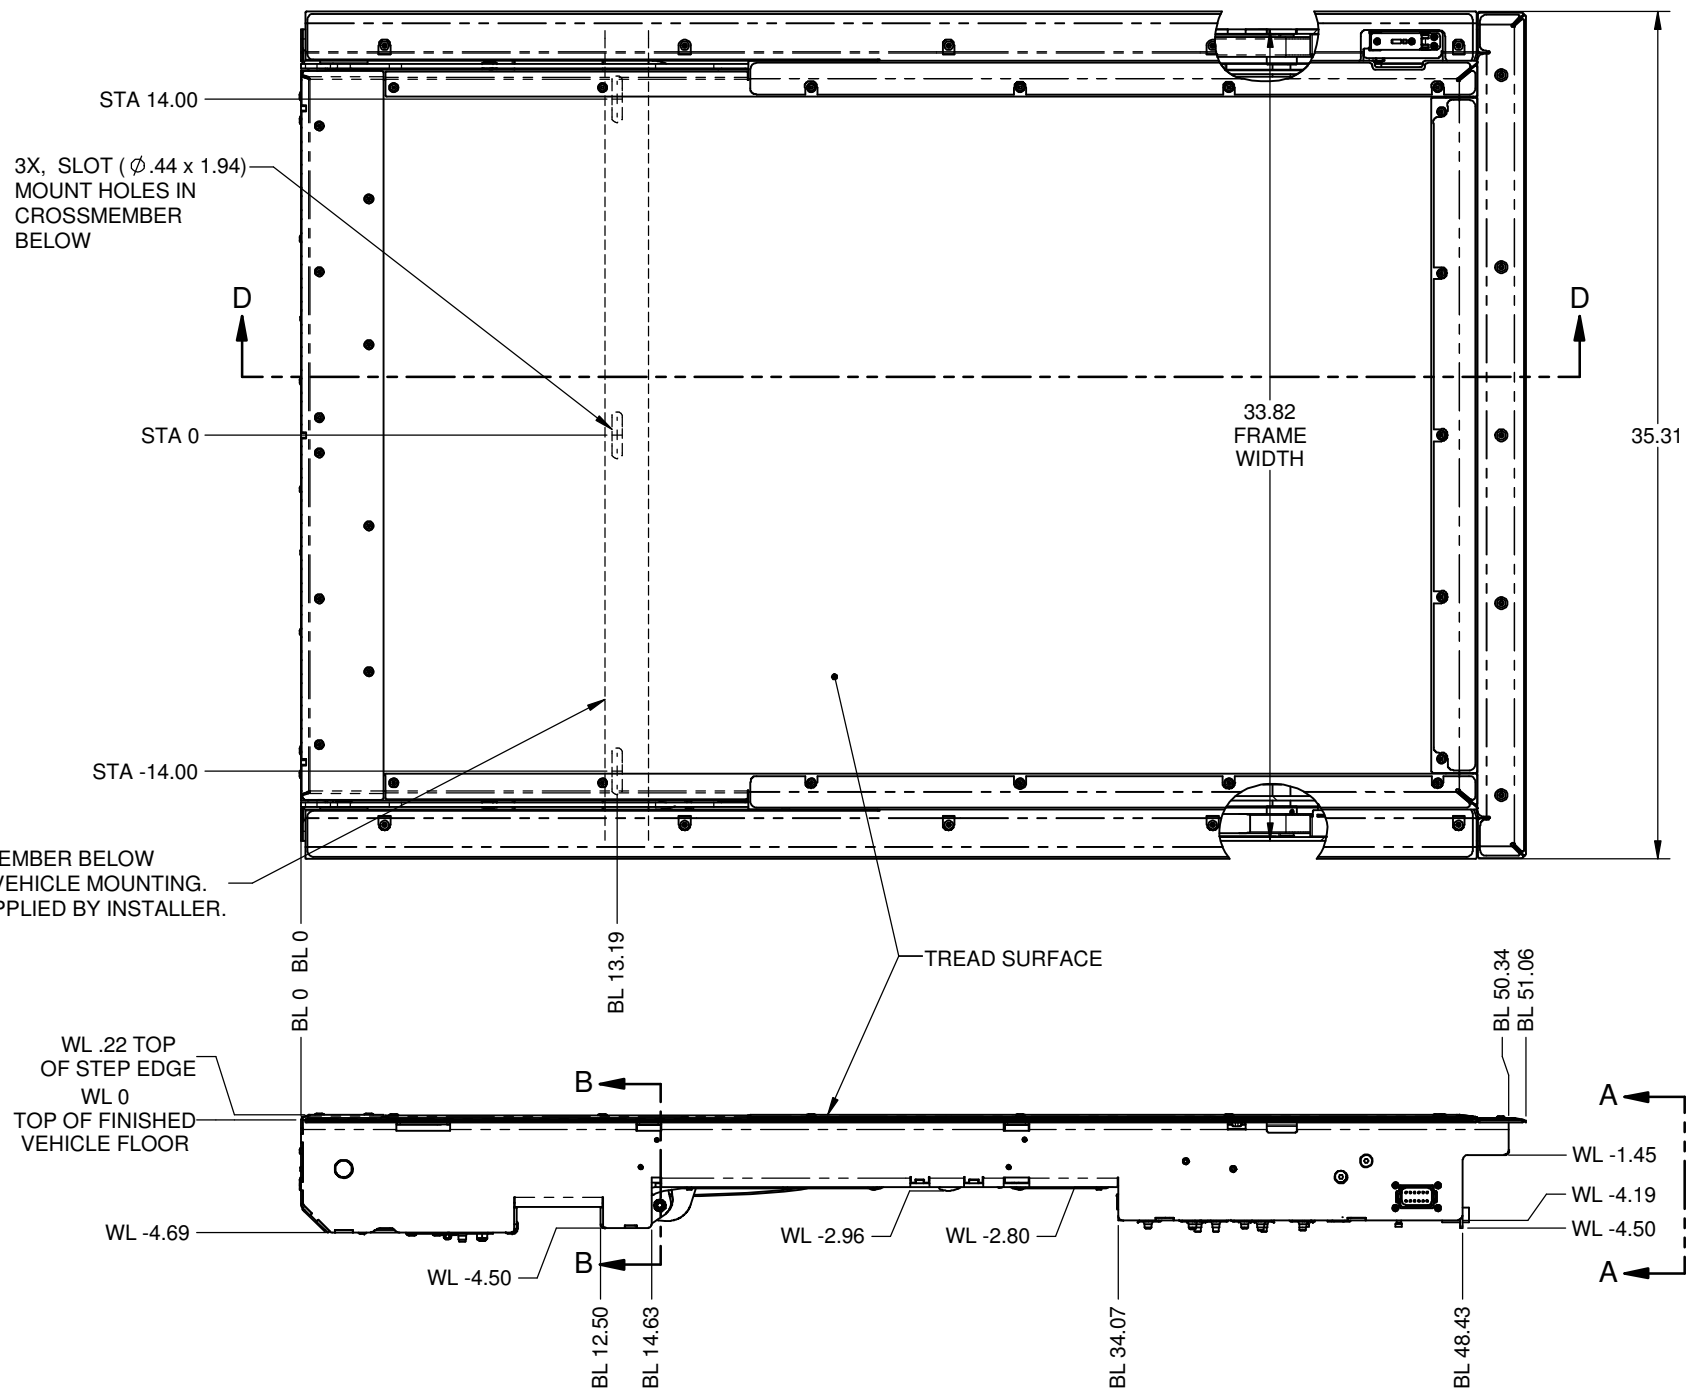 STA 14.00
3X, SLOT (∅.44 x 1.94)
MOUNT HOLES IN
CROSSMEMBER
BELOW
D
D
33.82
FRAME
WIDTH
35.31
STA 0
STA -14.00
EMBER BELOW
VEHICLE MOUNTING.
PPLIED BY INSTALLER.
BL 0
BL 13.19
TREAD SURFACE
BL 0
BL 50.34
BL 51.06
WL .22 TOP
OF STEP EDGE
WL 0
TOP OF FINISHED
VEHICLE FLOOR
B
A
WL -1.45
WL -4.19
WL -4.50
WL -4.69
WL -2.96
WL -2.80
WL -4.50
B
A
BL 12.50
BL 14.63
BL 34.07
BL 48.43